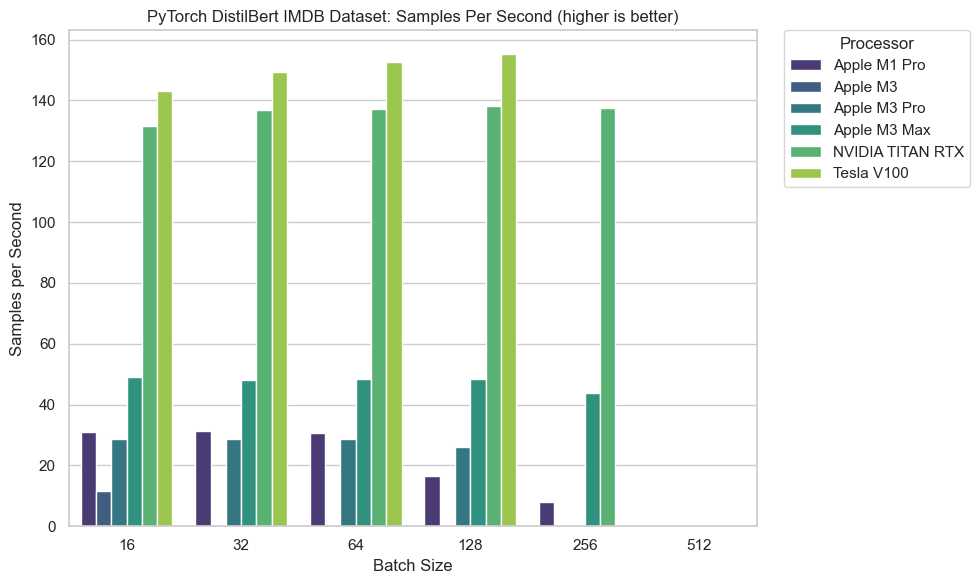 PyTorch DistilBert IMDB Dataset: Samples Per Second (higher is better)
Processor
Apple M1 Pro
Apple M3
Apple M3 Pro
Apple M3 Max
NVIDIA TITAN RTX
Tesla V100
Samples per Second
160
140
120
100
80
60
40
20
0
16 32 64 128 256 512
Batch Size